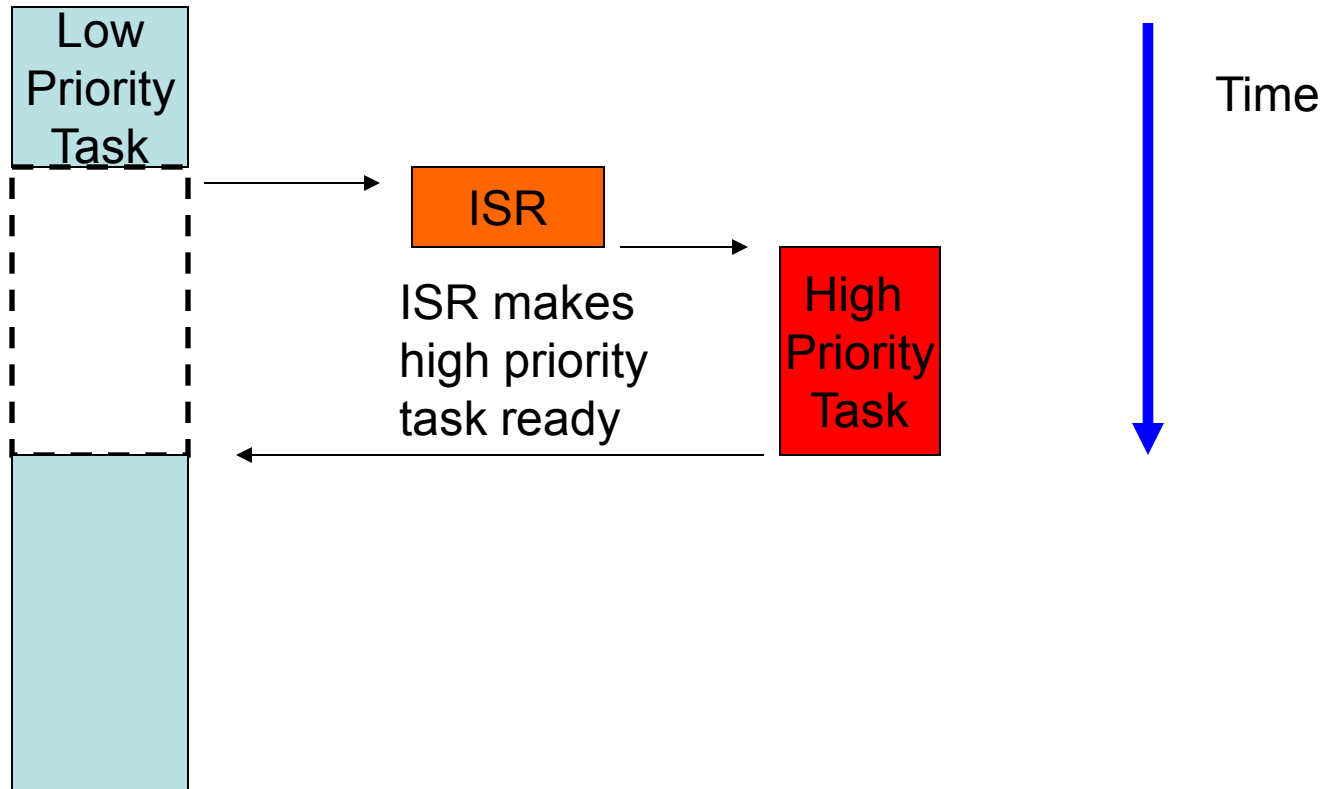 Low
Priority
Task
Time
ISR
ISR makes
high priority
task ready
High
Priority
Task